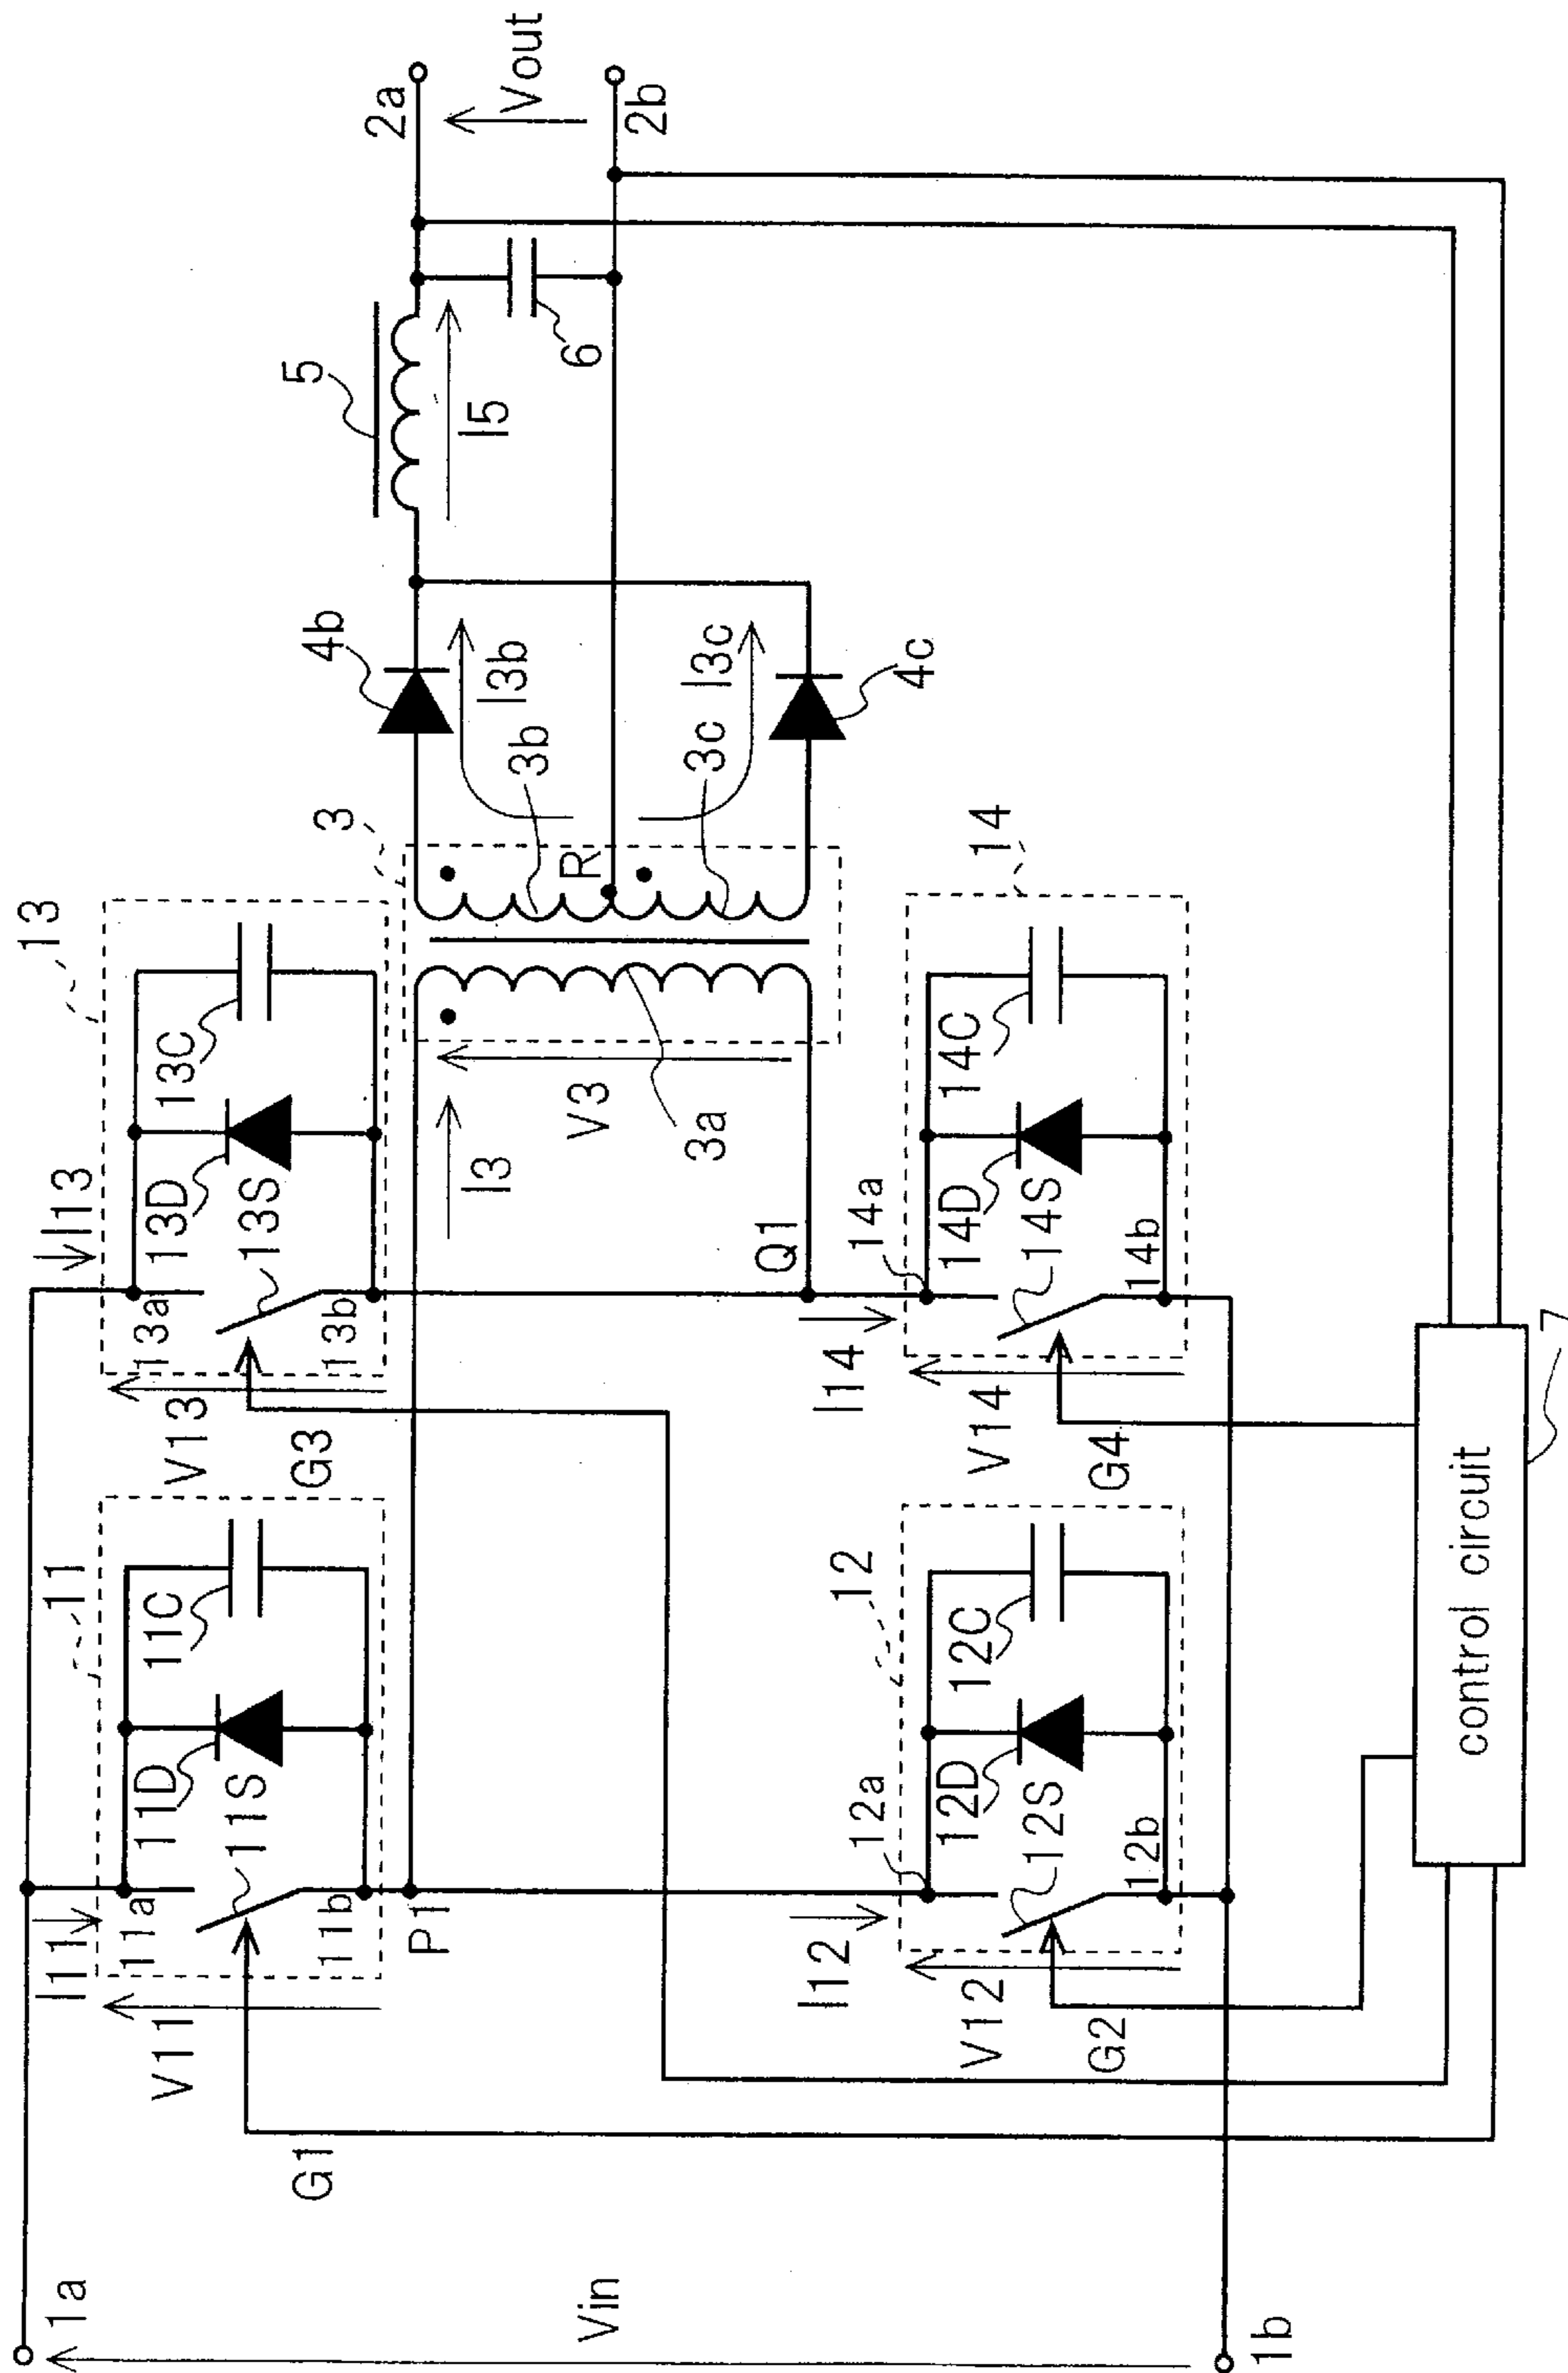 1a
Vin
1b
I11
11
11a
11D
11C
11S
11b
V11
G1
P1
I13
13
13a
13D
13C
13S
13b
V13
G3
I3
V3
3a
3
Q1
R
3b
3c
I3b
I3c
4b
4c
5
I5
6
2a
Vout
2b
I12
12
12a
12D
12C
12S
12b
V12
G2
I14
14
14a
14D
14C
14S
14b
V14
G4
control circuit
7